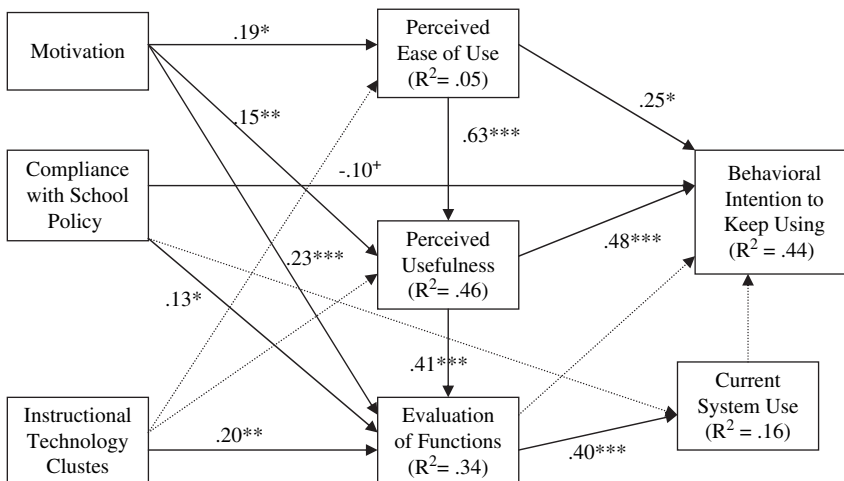 Motivation
.19*
Perceived
Ease of Use
(R²= .05)
.15**
.63***
.25*
Compliance
with School
Policy
-.10⁺
Behavioral
Intention to
Keep Using
(R² = .44)
.23***
Perceived
Usefulness
(R²= .46)
.48***
.13*
.41***
Instructional
Technology
Clustes
.20**
Evaluation
of Functions
(R²= .34)
.40***
Current
System Use
(R² = .16)